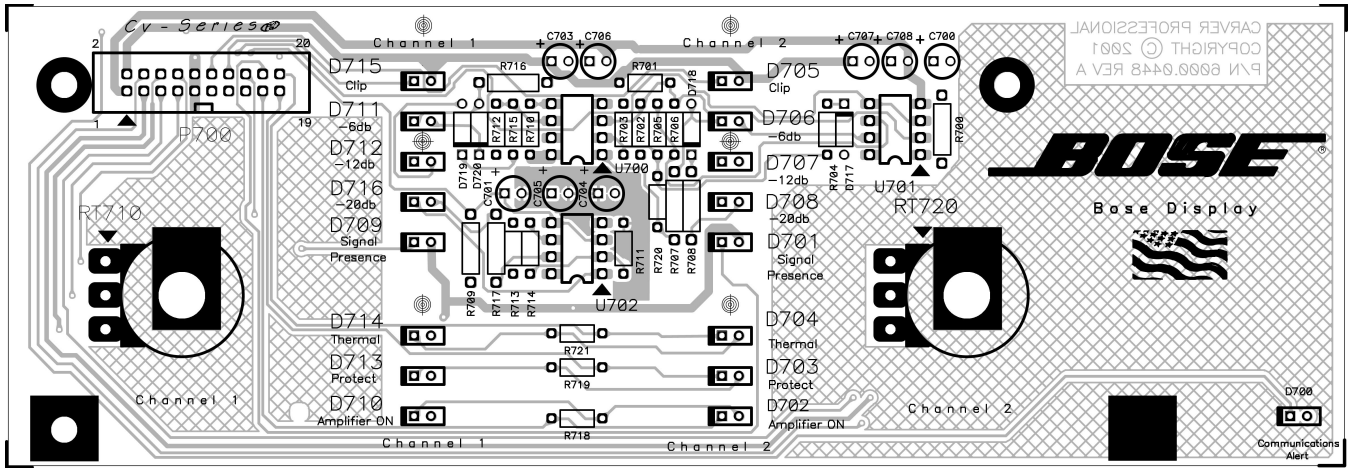 Cv-Series®
CARVER PROFESSIONAL
COPYRIGHT © 2001
P/N 6000.0448 REV A
2
20
1
19
P700
Channel 1
Channel 2
C703
C706
C707
C708
C700
D715
Clip
D711
-6db
D712
-12db
D716
-20db
D709
Signal
Presence
D714
Thermal
D713
Protect
D710
Amplifier ON
R716
R701
D718
R712
R715
R710
R703
R702
R705
R706
D719
D720
U700
C701
C705
C704
R709
R717
R713
R714
R711
U702
R720
R707
R708
R721
R719
R718
D705
Clip
D706
-6db
D707
-12db
D708
-20db
D701
Signal
Presence
D704
Thermal
D703
Protect
D702
Amplifier ON
R704
D717
R700
U701
RT710
RT720
BOSE®
Bose Display
Channel 1
Channel 2
Channel 1
Channel 2
D700
Communications
Alert